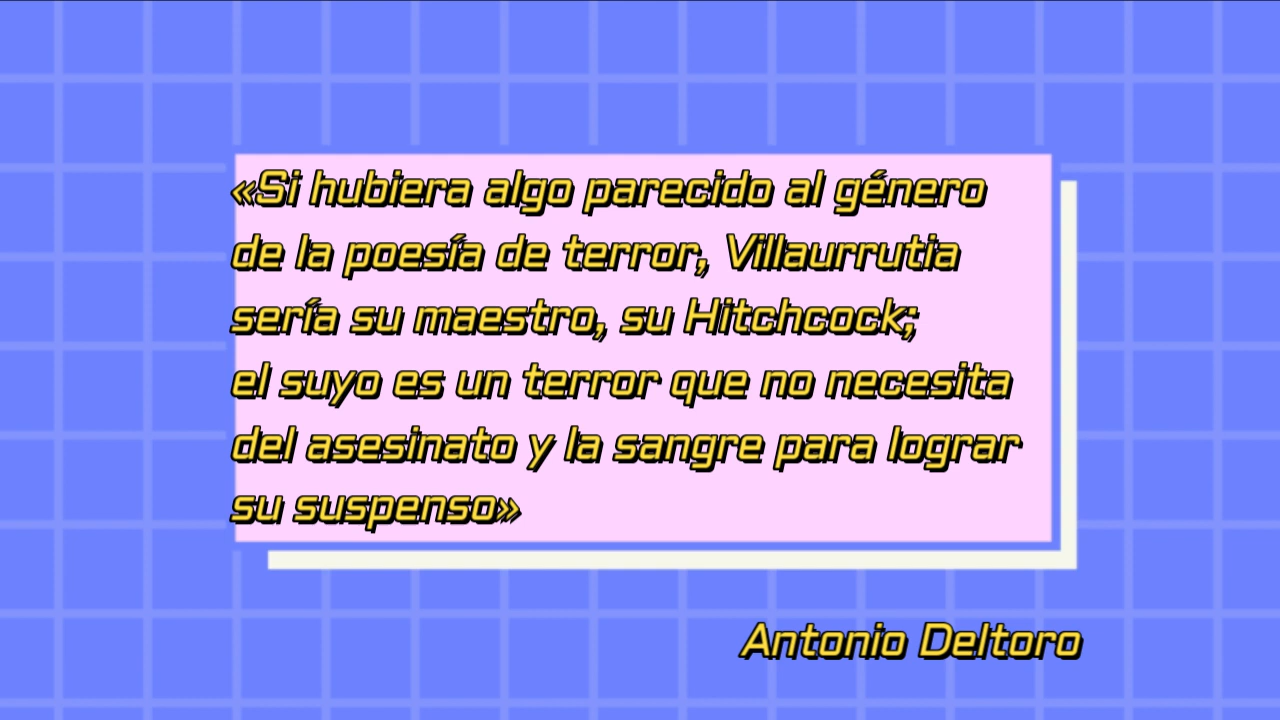 «Si hubiera algo parecido al género
de la poesía de terror, Villaurrutia
sería su maestro, su Hitchcock;
el suyo es un terror que no necesita
del asesinato y la sangre para lograr
su suspenso»
Antonio Deltoro